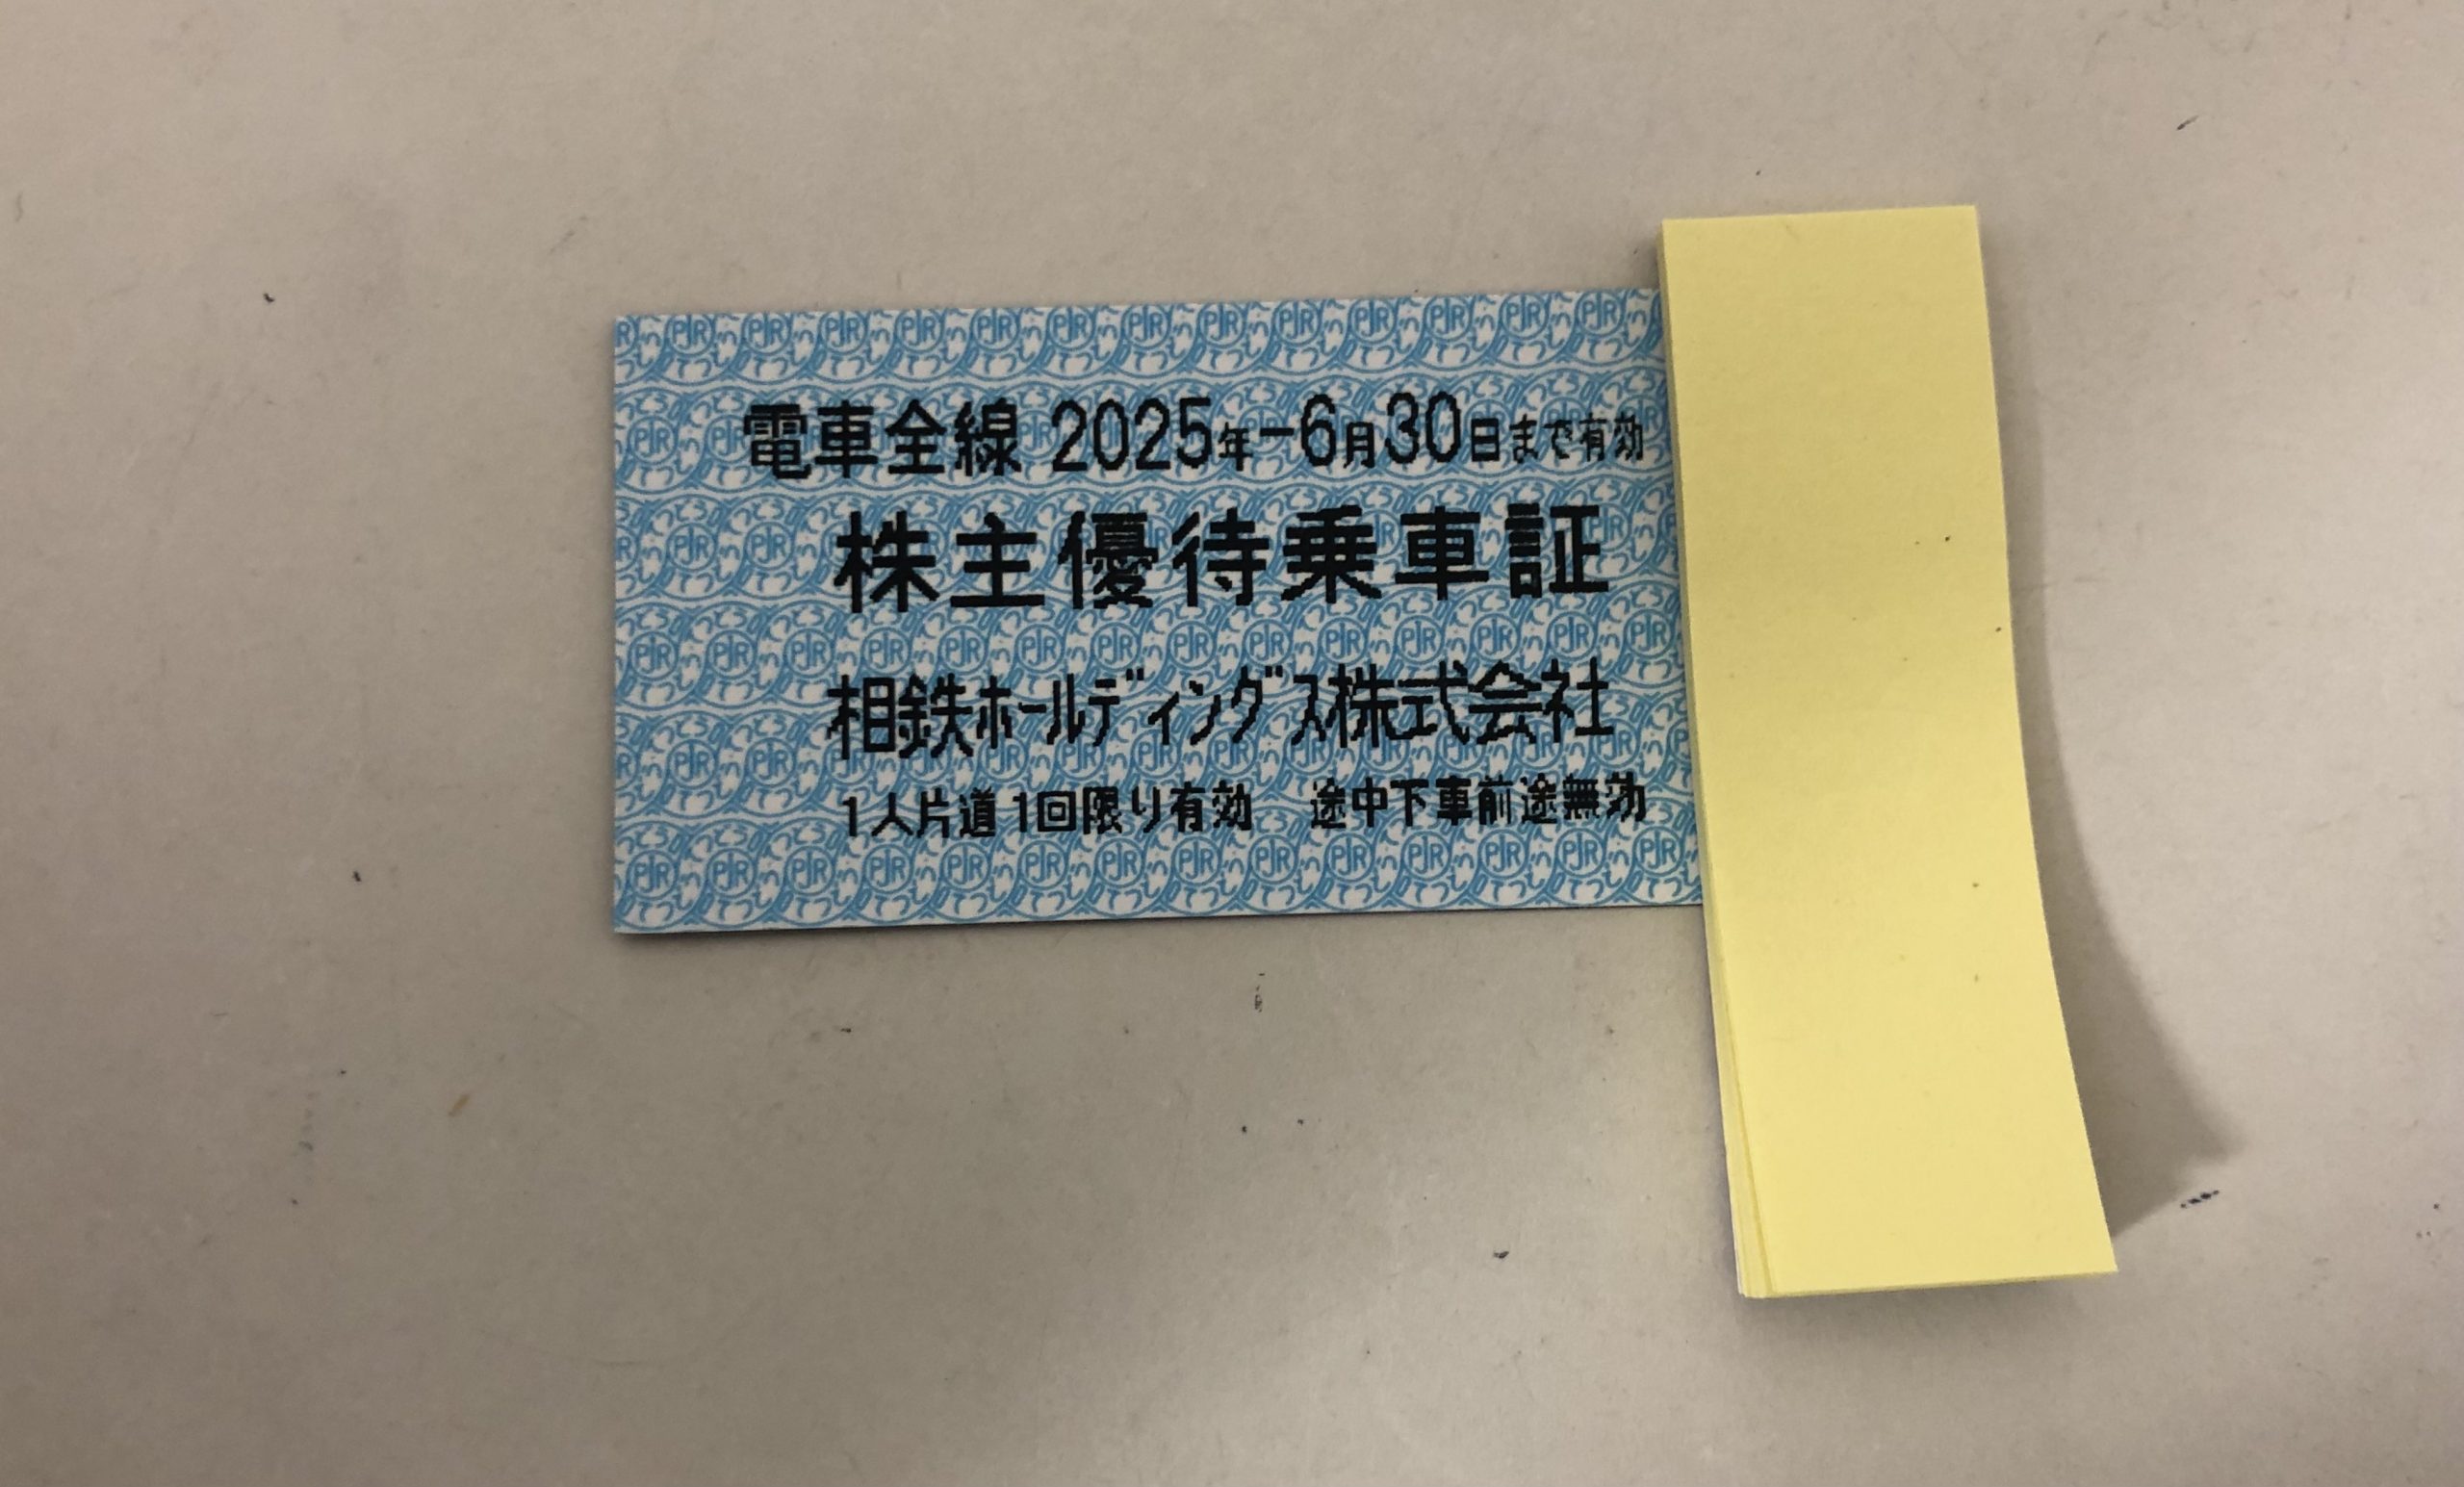 電車全線 2025年-6月30日まで有効
株主優待乗車証
相鉄ホールディングス株式会社
1人片道1回限り有効 途中下車前途無効